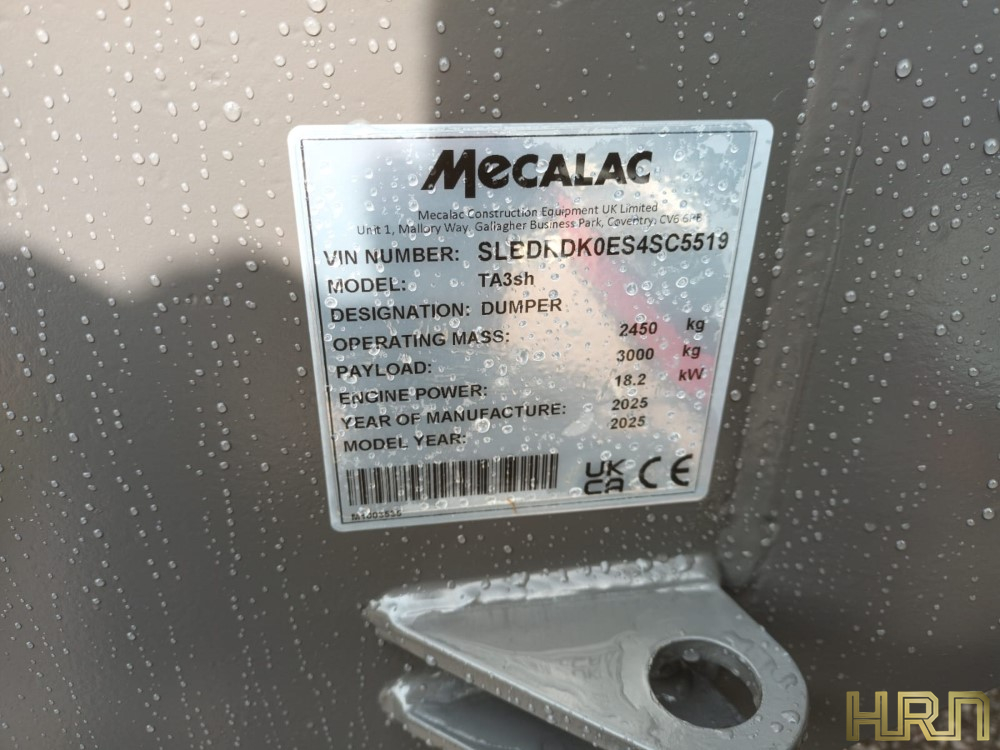 MECALAC
Mecalac Construction Equipment UK Limited
Unit 1, Mallory Way, Gallagher Business Park, Coventry,
VIN NUMBER:
MODEL: TA3sh
DESIGNATION: DUMPER
OPERATING MASS: 2450 kg
PAYLOAD: 3000 kg
ENGINE POWER: 18.2 kW
YEAR OF MANUFACTURE: 2025
MODEL YEAR: 2025
UK
CA CE
HRN